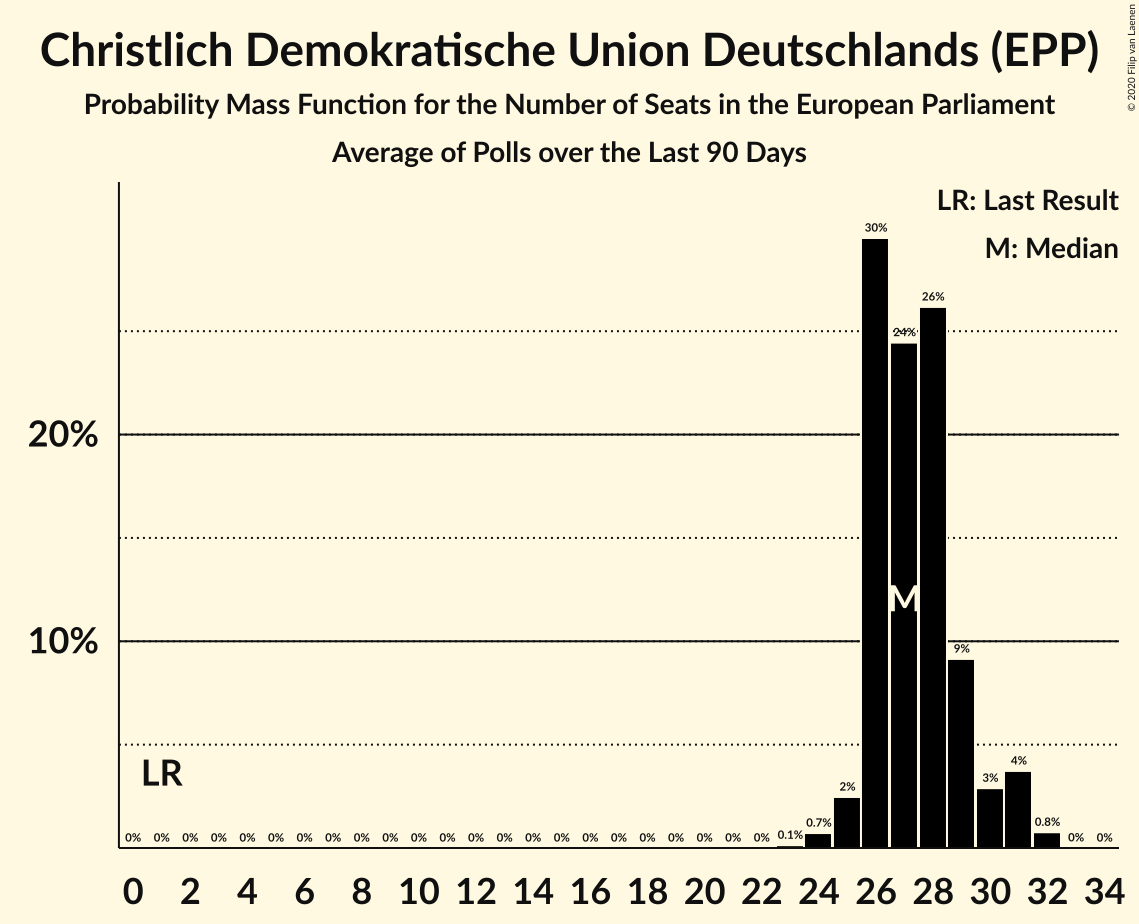 Christlich Demokratische Union Deutschlands (EPP)
Probability Mass Function for the Number of Seats in the European Parliament
Average of Polls over the Last 90 Days
© 2020 Filip van Laenen
LR: Last Result
M: Median
30%
26%
24%
20%
M
10%
9%
LR
4%
3%
2%
0.8%
0.7%
0% 0% 0% 0% 0% 0% 0% 0% 0% 0% 0% 0% 0% 0% 0% 0% 0% 0% 0% 0% 0% 0% 0% 0.1% 0% 0%
0 2 4 6 8 10 12 14 16 18 20 22 24 26 28 30 32 34